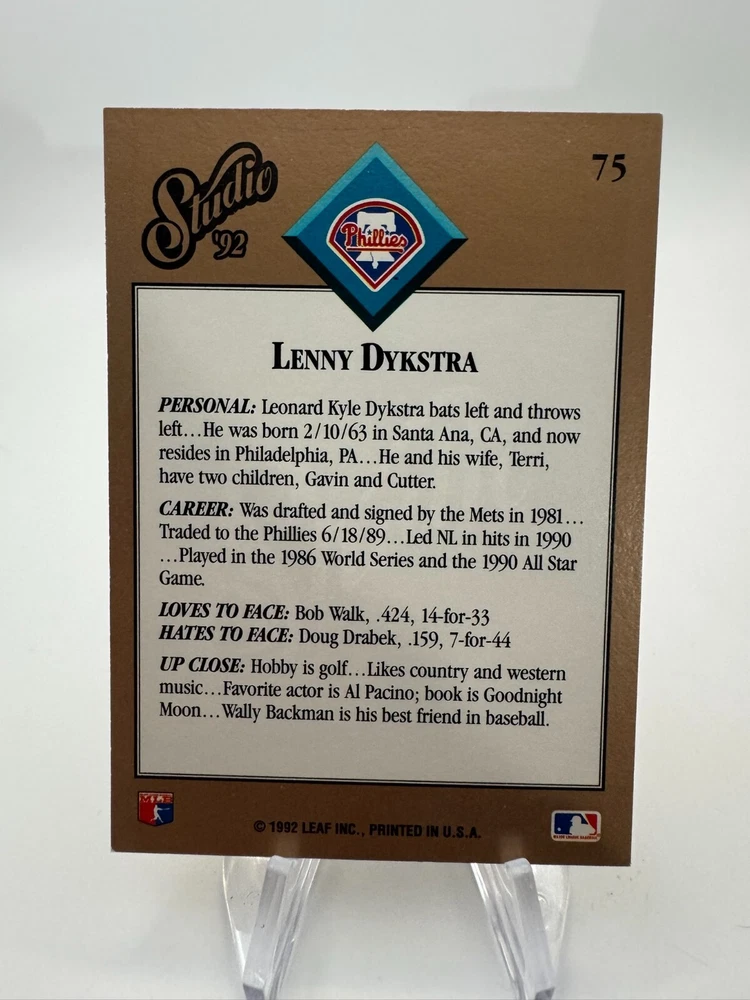 Studio
'92
75
Phillies
LENNY DYKSTRA
PERSONAL: Leonard Kyle Dykstra bats left and throws
left...He was born 2/10/63 in Santa Ana, CA, and now
resides in Philadelphia, PA...He and his wife, Terri,
have two children, Gavin and Cutter.
CAREER: Was drafted and signed by the Mets in 1981...
Traded to the Phillies 6/18/89...Led NL in hits in 1990
...Played in the 1986 World Series and the 1990 All Star
Game.
LOVES TO FACE: Bob Walk, .424, 14-for-33
HATES TO FACE: Doug Drabek, .159, 7-for-44
UP CLOSE: Hobby is golf...Likes country and western
music...Favorite actor is Al Pacino; book is Goodnight
Moon...Wally Backman is his best friend in baseball.
MLB
© 1992 LEAF INC., PRINTED IN U.S.A.
MAJOR LEAGUE BASEBALL